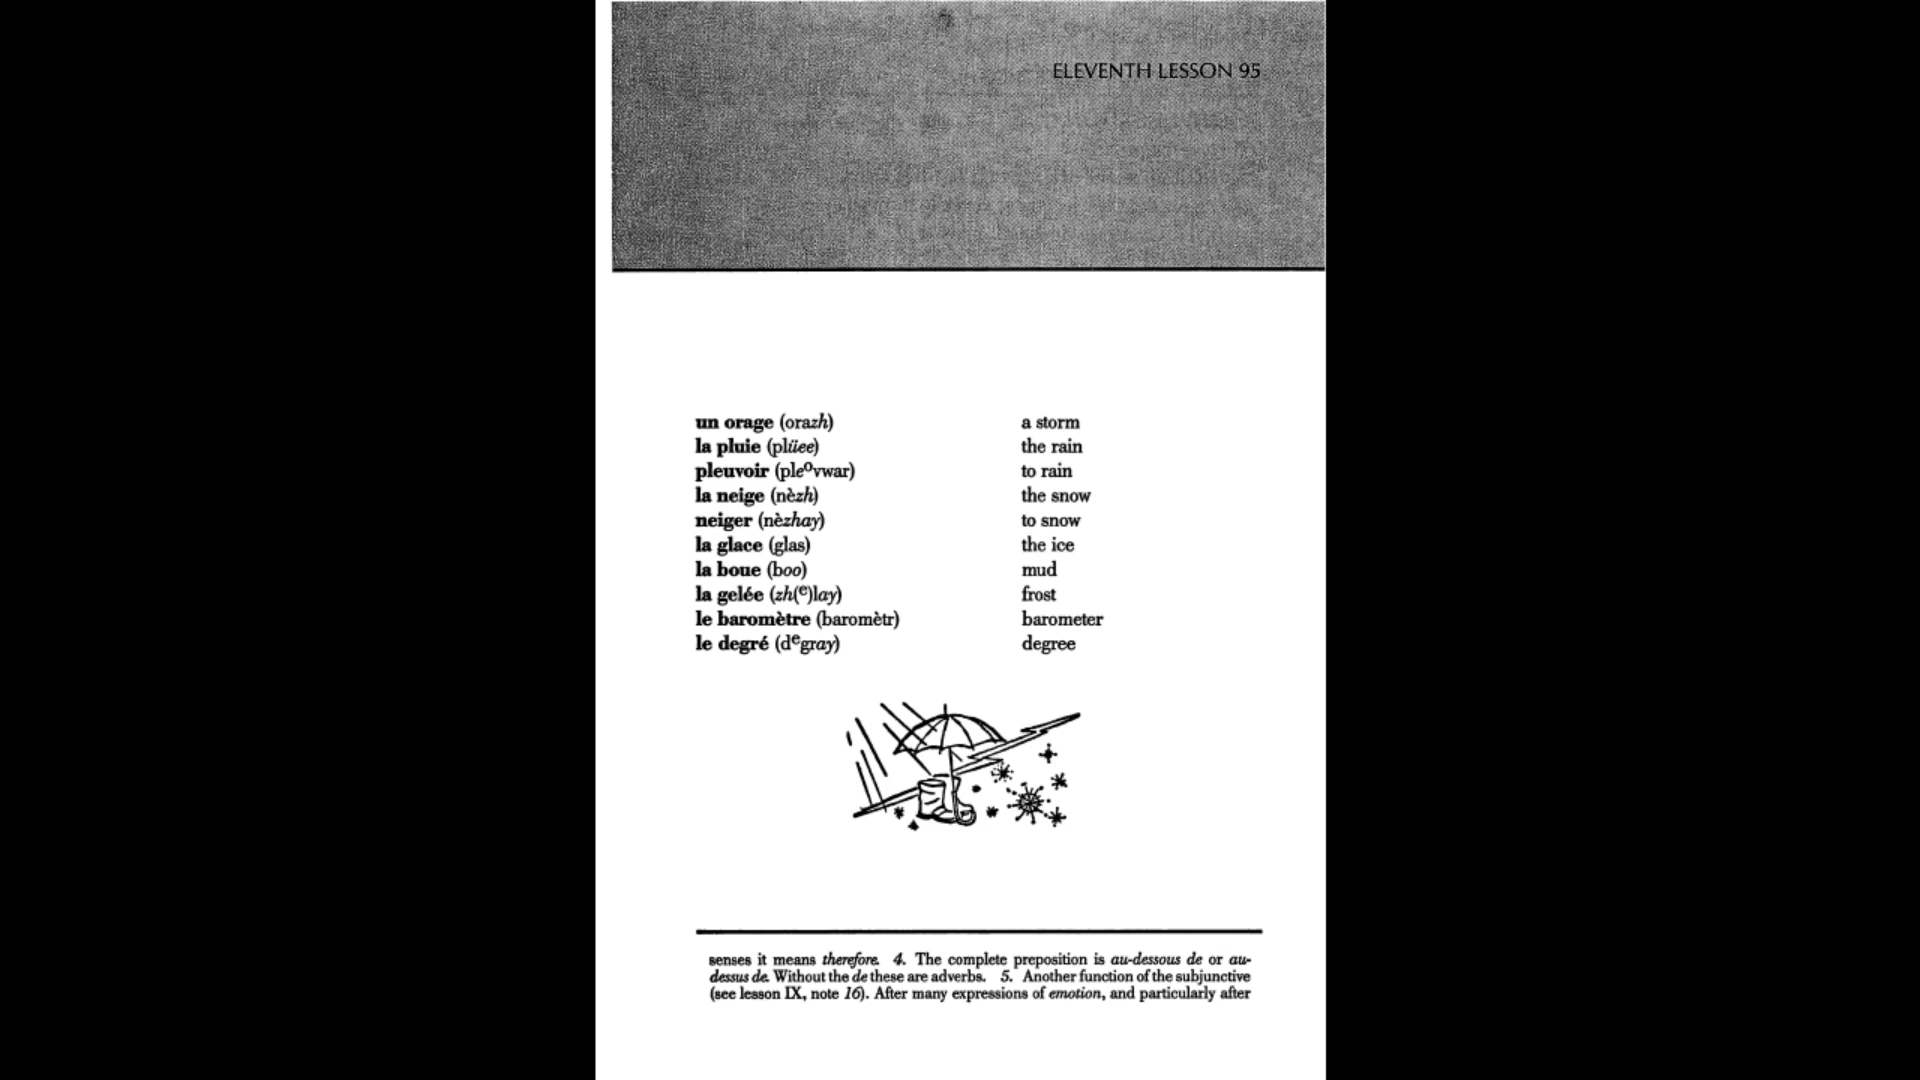 ELEVENTH LESSON 95
un orage (orazh) a storm
la pluie (plüee) the rain
pleuvoir (pleᵒvwar) to rain
la neige (nèzh) the snow
neiger (nèzhay) to snow
la glace (glas) the ice
la boue (boo) mud
la gelée (zh(ᵉ)lay) frost
le baromètre (baromètr) barometer
le degré (dᵉgray) degree
senses it means therefore. 4. The complete preposition is au-dessous de or au-
dessus de. Without the de these are adverbs. 5. Another function of the subjunctive
(see lesson IX, note 16). After many expressions of emotion, and particularly after